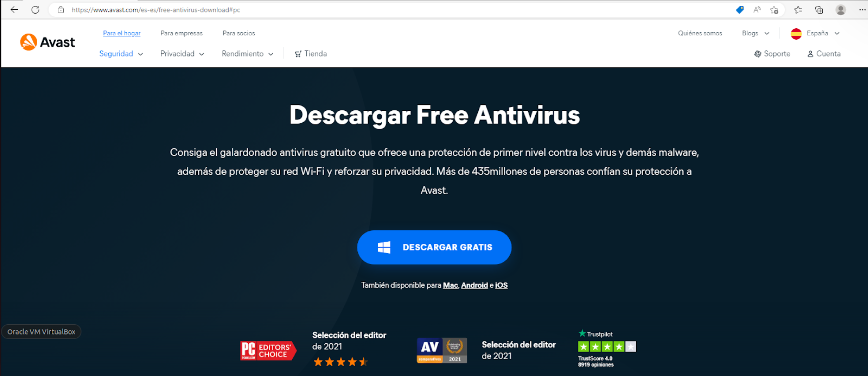 https://www.avast.com/es-es/free-antivirus-download#pc
Avast
Para el hogar Para empresas Para socios Quiénes somos Blogs España
Seguridad Privacidad Rendimiento Tienda Soporte Cuenta
Descargar Free Antivirus
Consiga el galardonado antivirus gratuito que ofrece una protección de primer nivel contra los virus y demás malware,
además de proteger su red Wi-Fi y reforzar su privacidad. Más de 435millones de personas confían su protección a
Avast.
DESCARGAR GRATIS
También disponible para Mac, Android e iOS
Oracle VM VirtualBox
PC EDITORS' CHOICE
Selección del editor
de 2021
AV
2021
Selección del editor
de 2021
Trustpilot
TrustScore 4.0
8919 opiniones